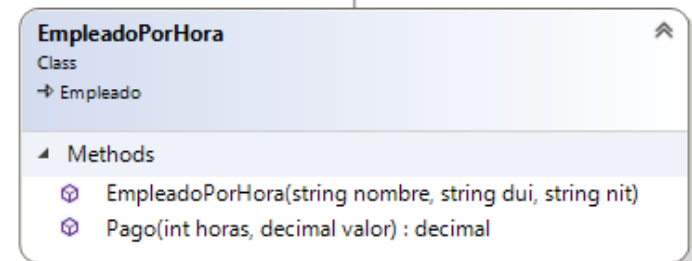 EmpleadoPorHora
Class
Empleado
Methods
EmpleadoPorHora(string nombre, string dui, string nit)
Pago(int horas, decimal valor) : decimal